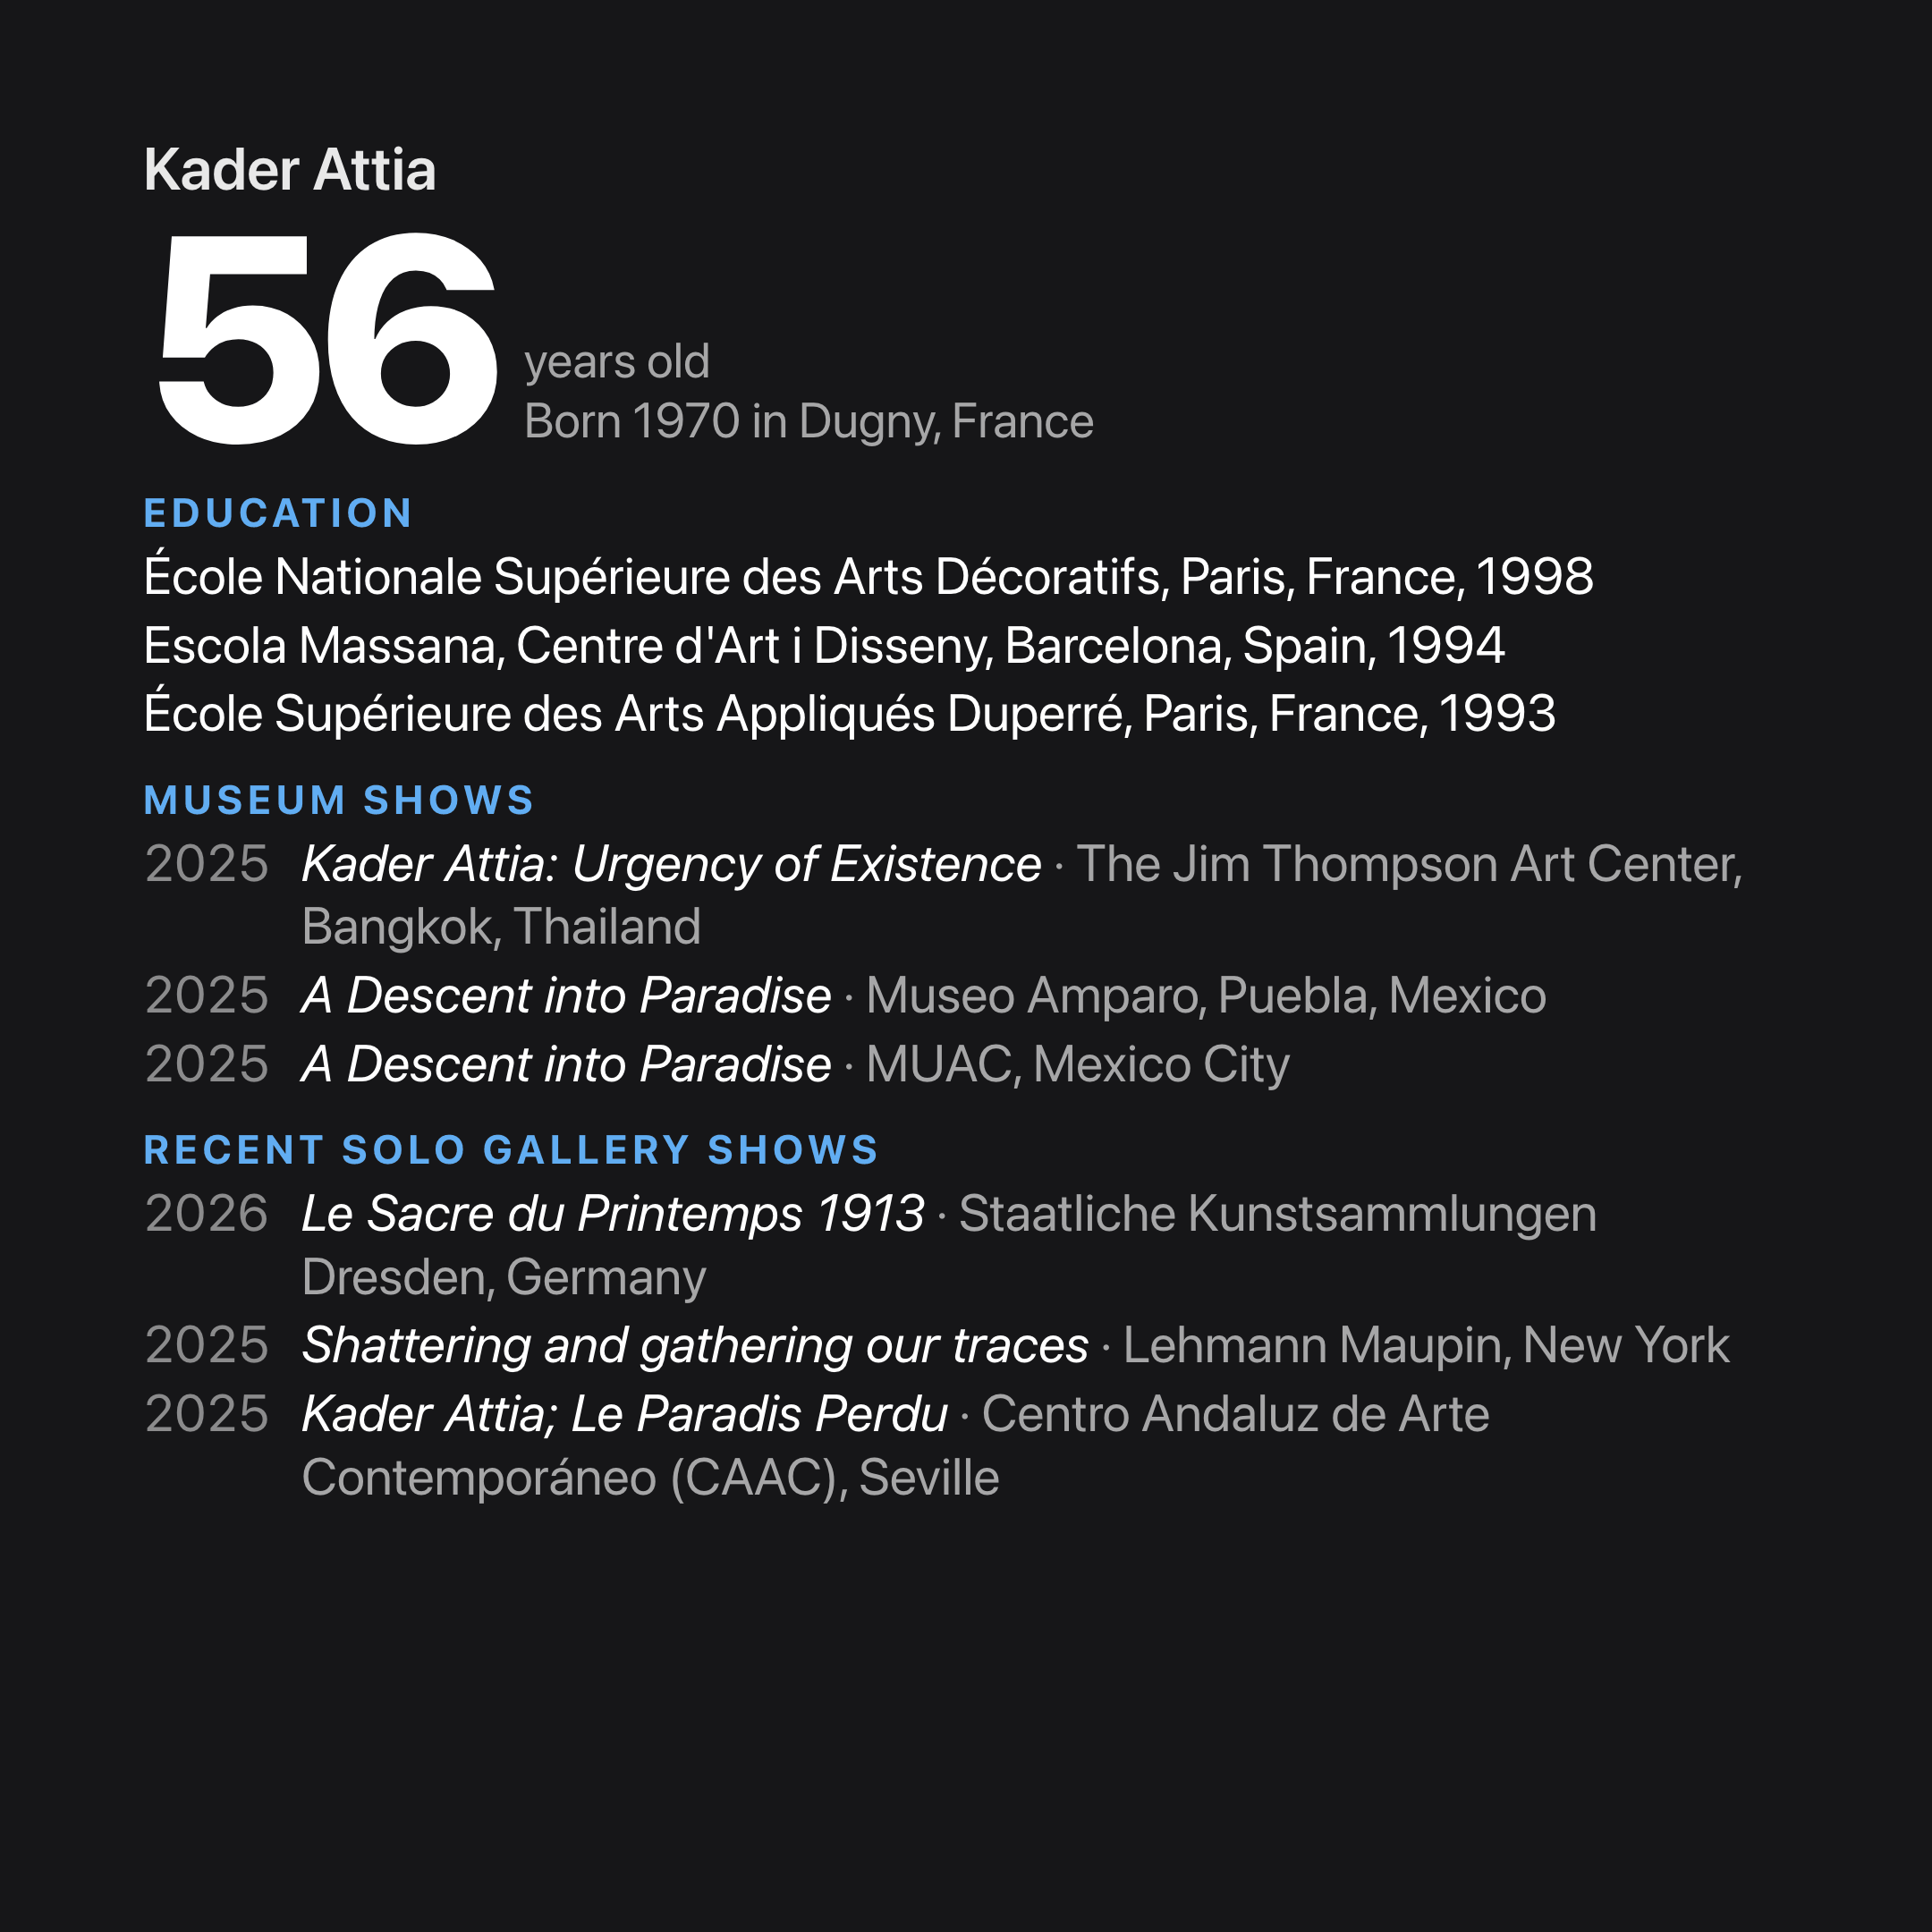 Kader Attia
56
years old
Born 1970 in Dugny, France
EDUCATION
École Nationale Supérieure des Arts Décoratifs, Paris, France, 1998
Escola Massana, Centre d'Art i Disseny, Barcelona, Spain, 1994
École Supérieure des Arts Appliqués Duperré, Paris, France, 1993
MUSEUM SHOWS
2025 Kader Attia: Urgency of Existence · The Jim Thompson Art Center,
Bangkok, Thailand
2025 A Descent into Paradise · Museo Amparo, Puebla, Mexico
2025 A Descent into Paradise · MUAC, Mexico City
RECENT SOLO GALLERY SHOWS
2026 Le Sacre du Printemps 1913 · Staatliche Kunstsammlungen
Dresden, Germany
2025 Shattering and gathering our traces · Lehmann Maupin, New York
2025 Kader Attia; Le Paradis Perdu · Centro Andaluz de Arte
Contemporáneo (CAAC), Seville